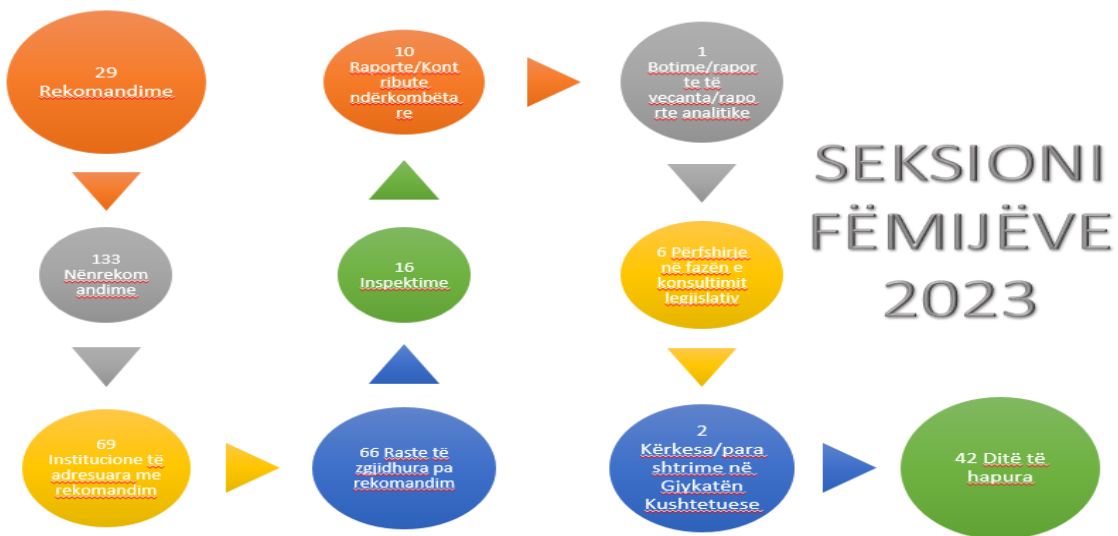 29
Rekomandime
133
Nënrekom
andime
69
Institucione të
adresuara me
rekomandim
66 Raste të
zgjidhura pa
rekomandim
16
Inspektime
10
Raporte/Kont
ribute
ndërkombëta
re
1
Botime/rapor
te të
veçanta/rapo
rte analitike
6 Përfshirje
në fazën e
konsultimit
legjislativ
2
Kërkesa/para
shtrime në
Gjykatën
Kushtetuese
42 Ditë të
hapura
SEKSIONI
FËMIJËVE
2023